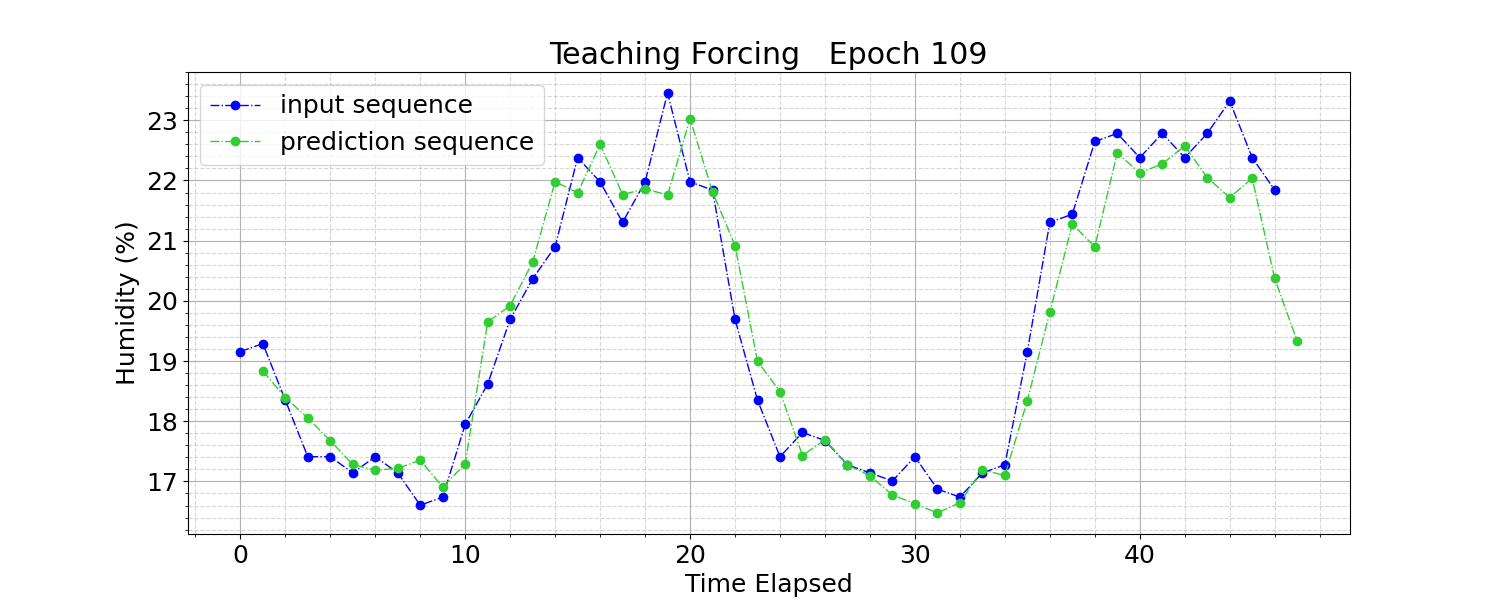 Teaching Forcing   Epoch 109
input sequence
prediction sequence
Humidity (%)
23
22
21
20
19
18
17
0 10 20 30 40
Time Elapsed